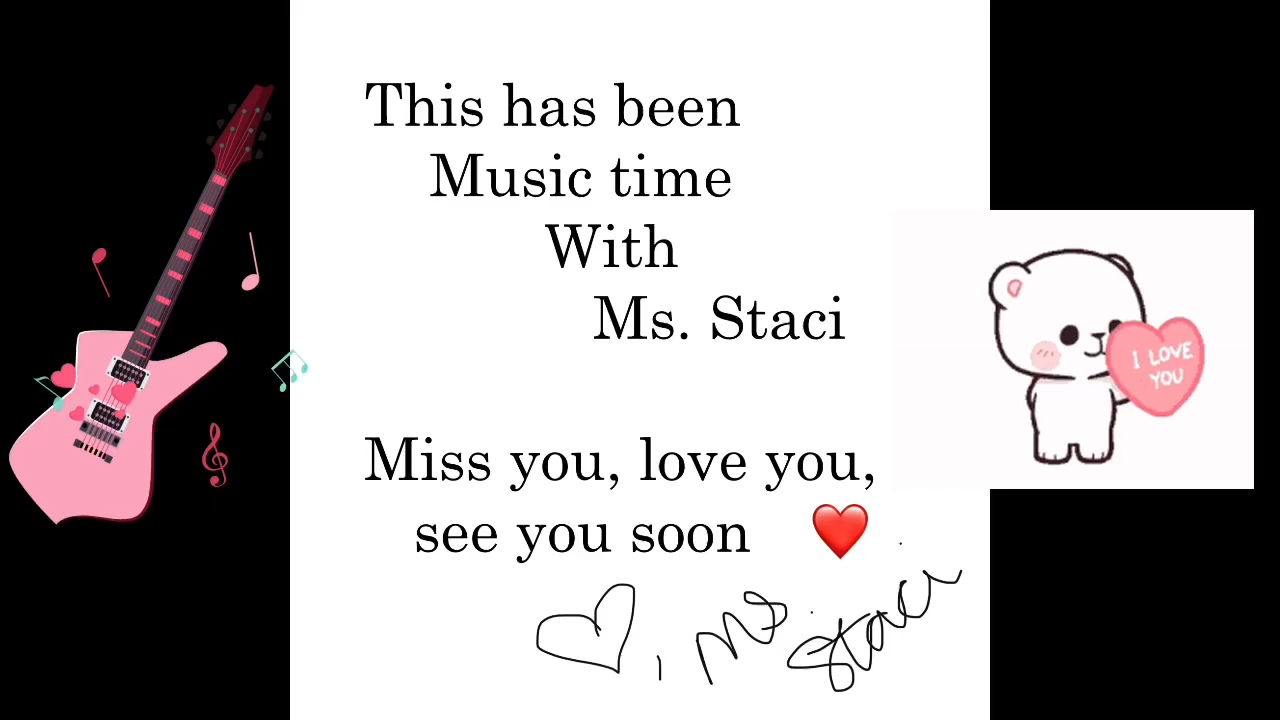 This has been
Music time
With
Ms. Staci
I LOVE
YOU
Miss you, love you,
see you soon ❤️
♡, Ms Staci